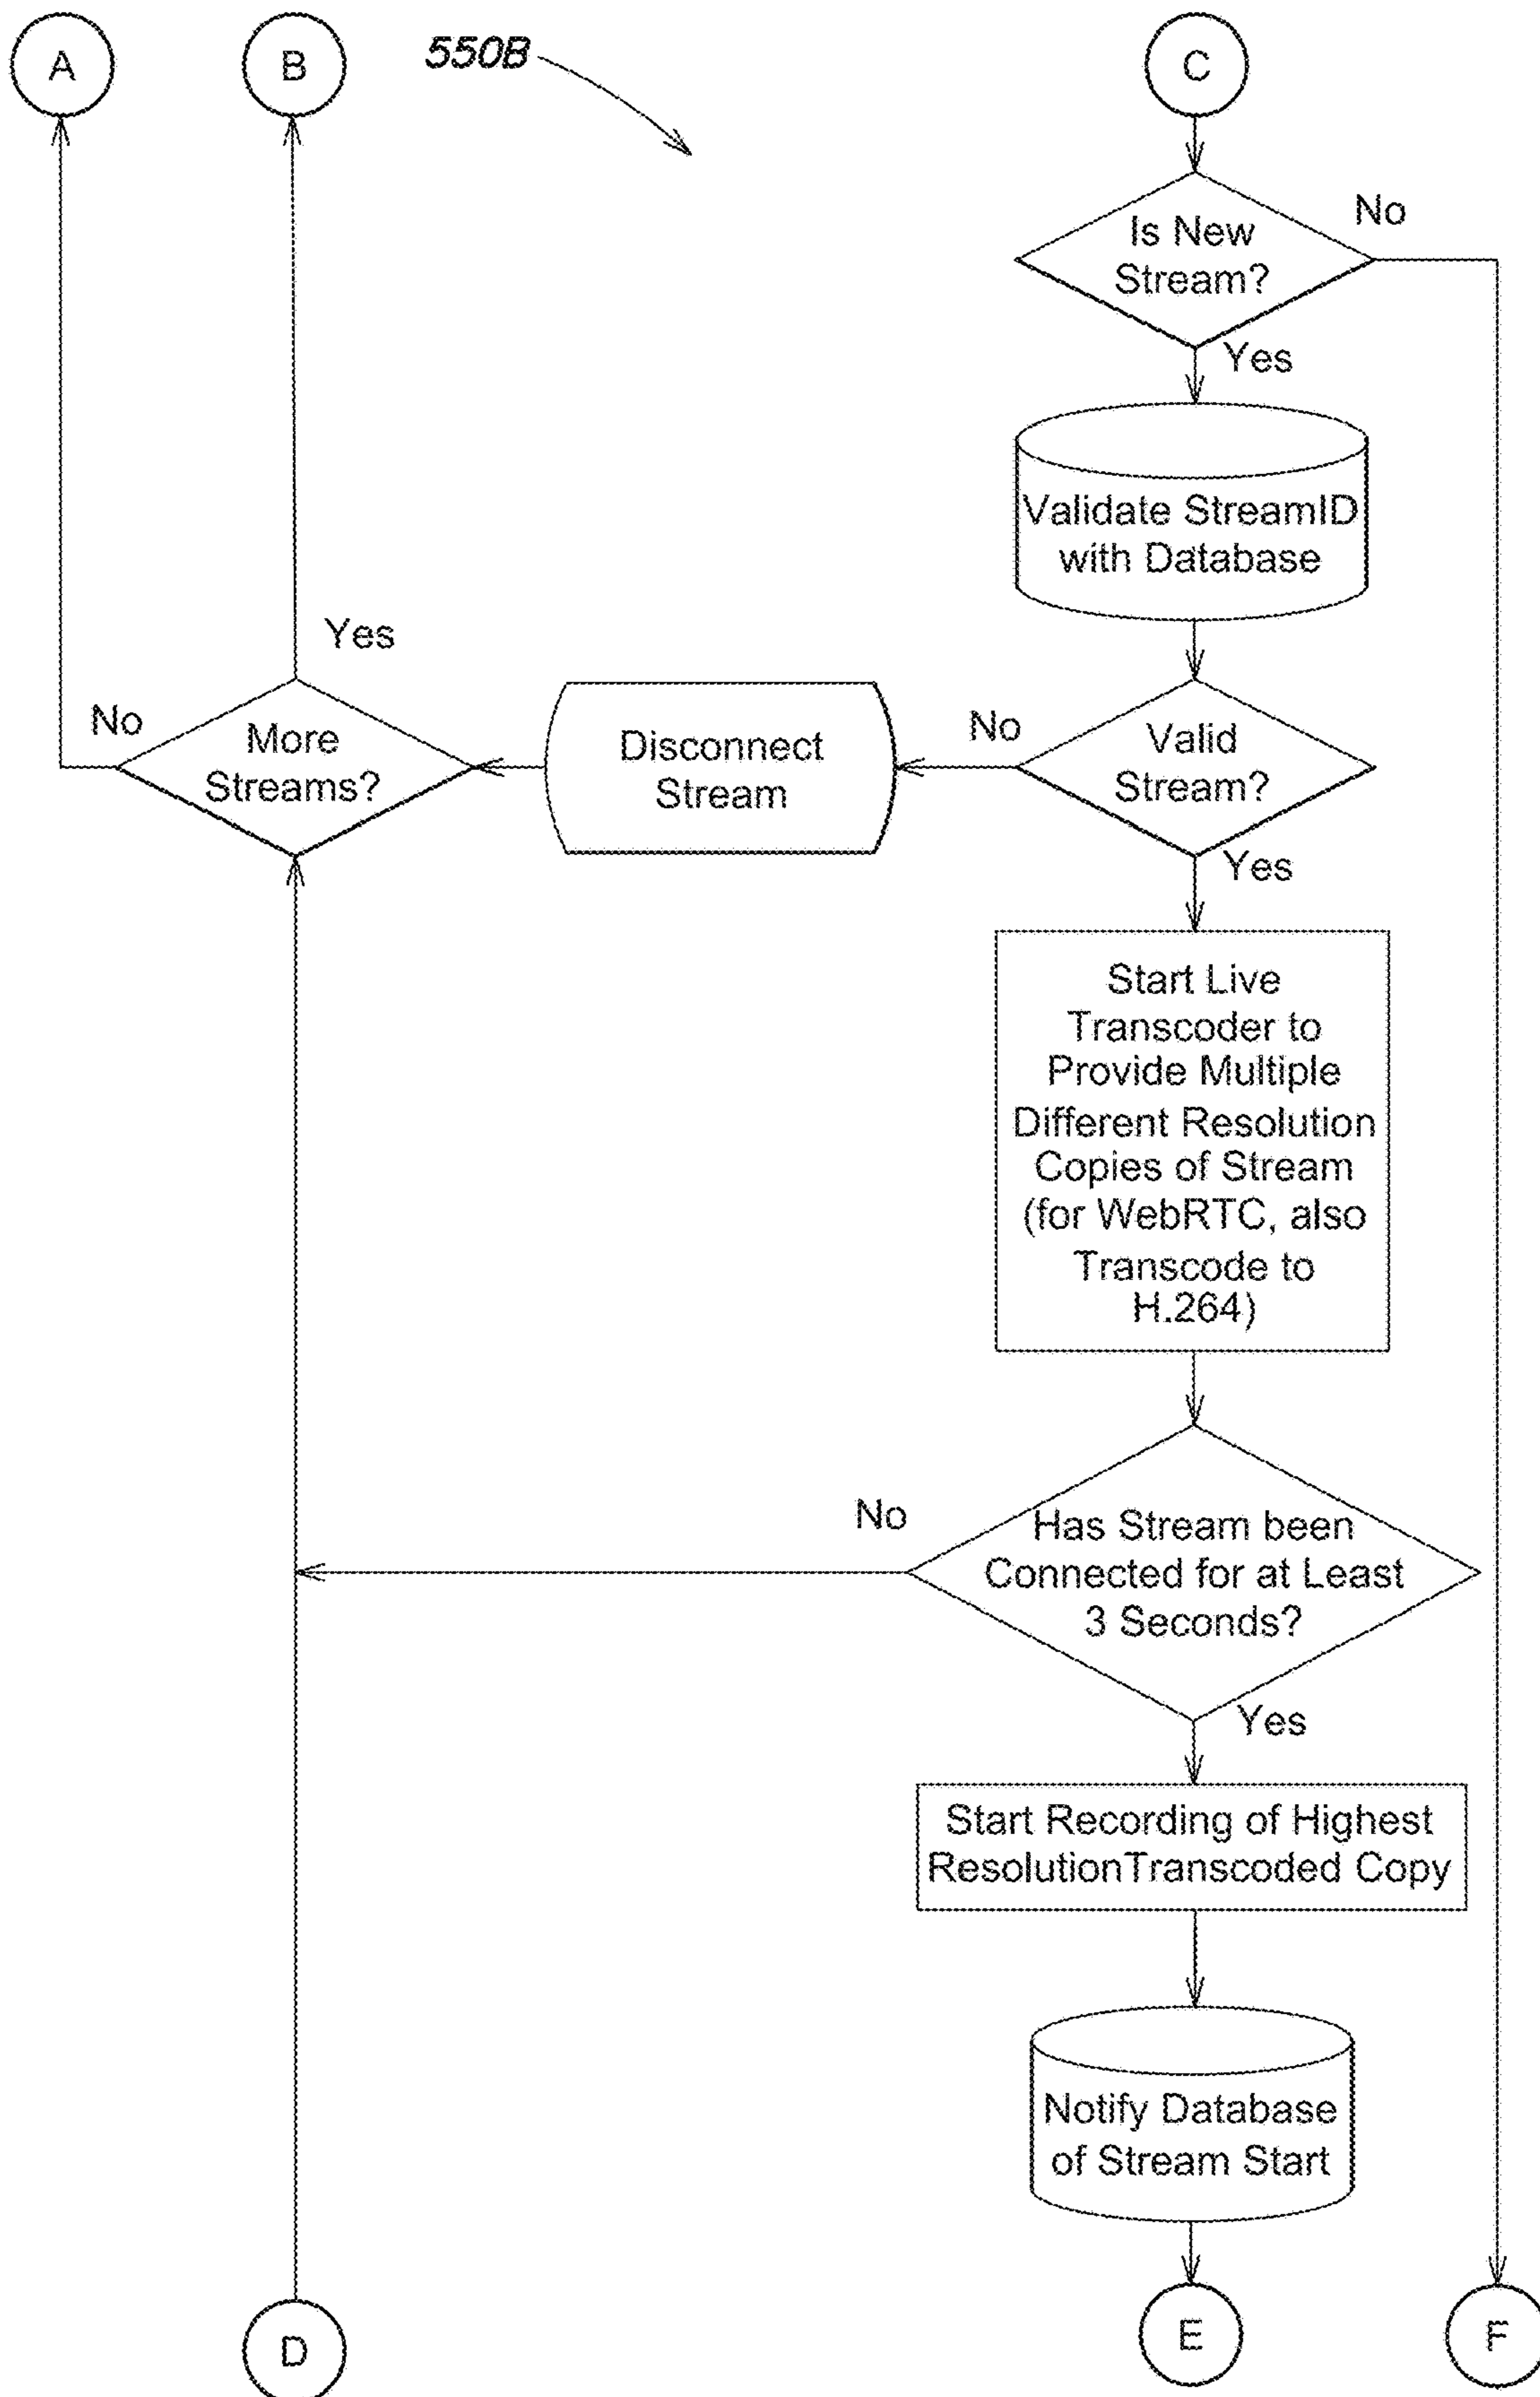 A
B
550B
C
Is New
Stream?
No
Yes
Validate StreamID
with Database
Yes
No
More
Streams?
Disconnect
Stream
No
Valid
Stream?
Yes
Start Live
Transcoder to
Provide Multiple
Different Resolution
Copies of Stream
(for WebRTC, also
Transcode to
H.264)
No
Has Stream been
Connected for at Least
3 Seconds?
Yes
Start Recording of Highest
ResolutionTranscoded Copy
Notify Database
of Stream Start
D
E
F